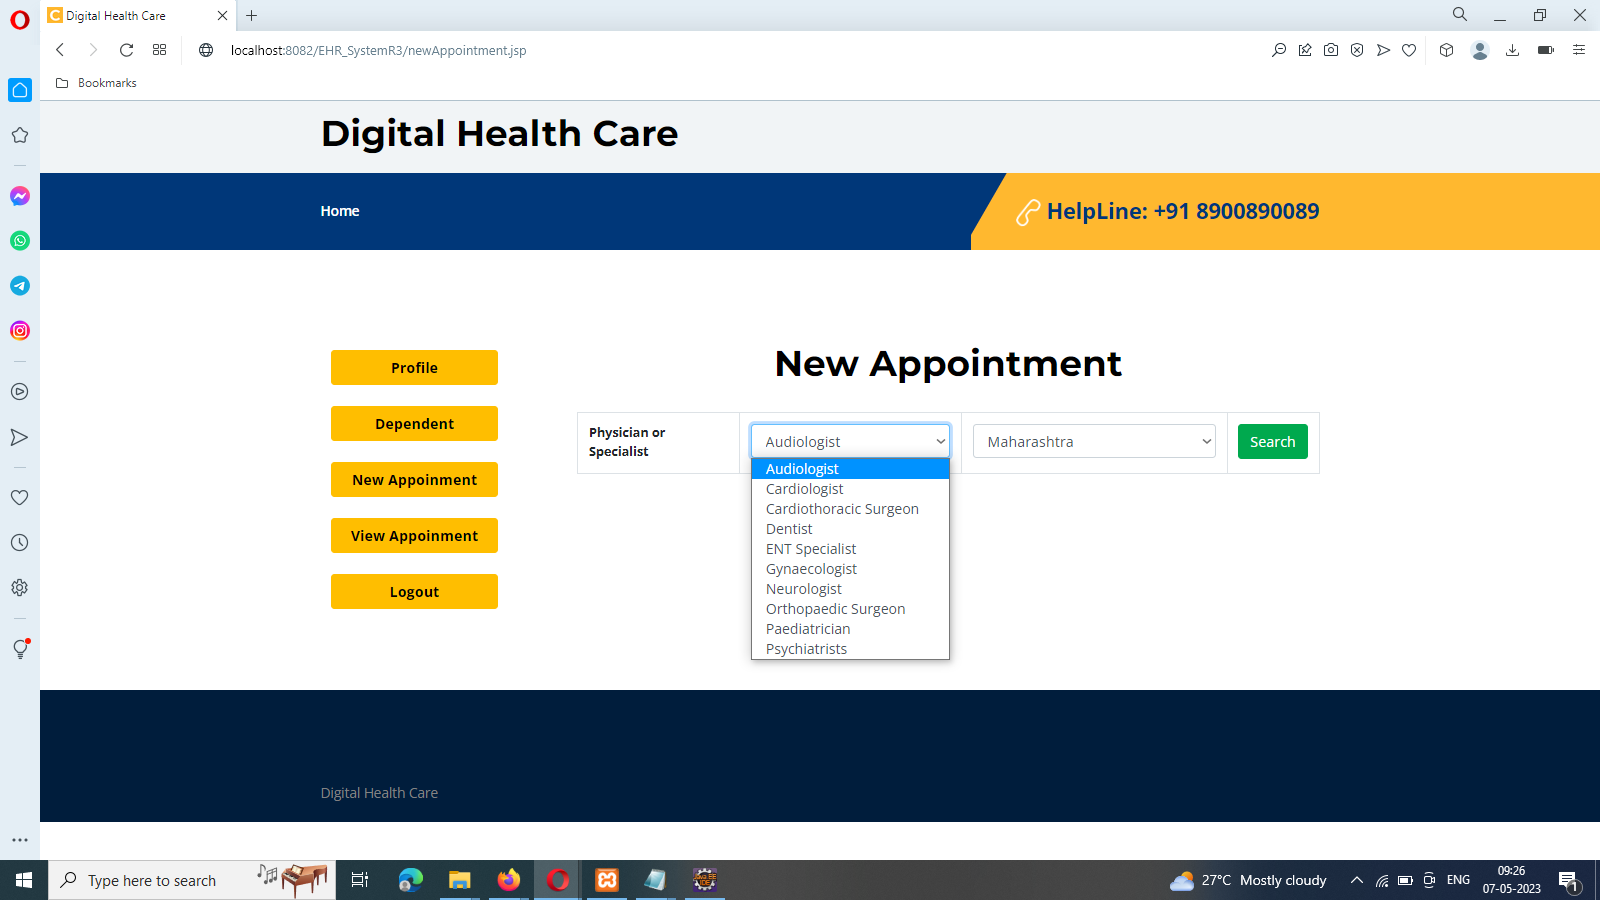 Digital Health Care
localhost:8082/EHR_SystemR3/newAppointment.jsp
Bookmarks
Digital Health Care
Home
HelpLine: +91 8900890089
Profile
Dependent
New Appoinment
View Appoinment
Logout
New Appointment
Physician or
Specialist
Audiologist
Maharashtra
Search
Audiologist
Cardiologist
Cardiothoracic Surgeon
Dentist
ENT Specialist
Gynaecologist
Neurologist
Orthopaedic Surgeon
Paediatrician
Psychiatrists
Digital Health Care
Type here to search
27°C Mostly cloudy
ENG
09:26
07-05-2023
1